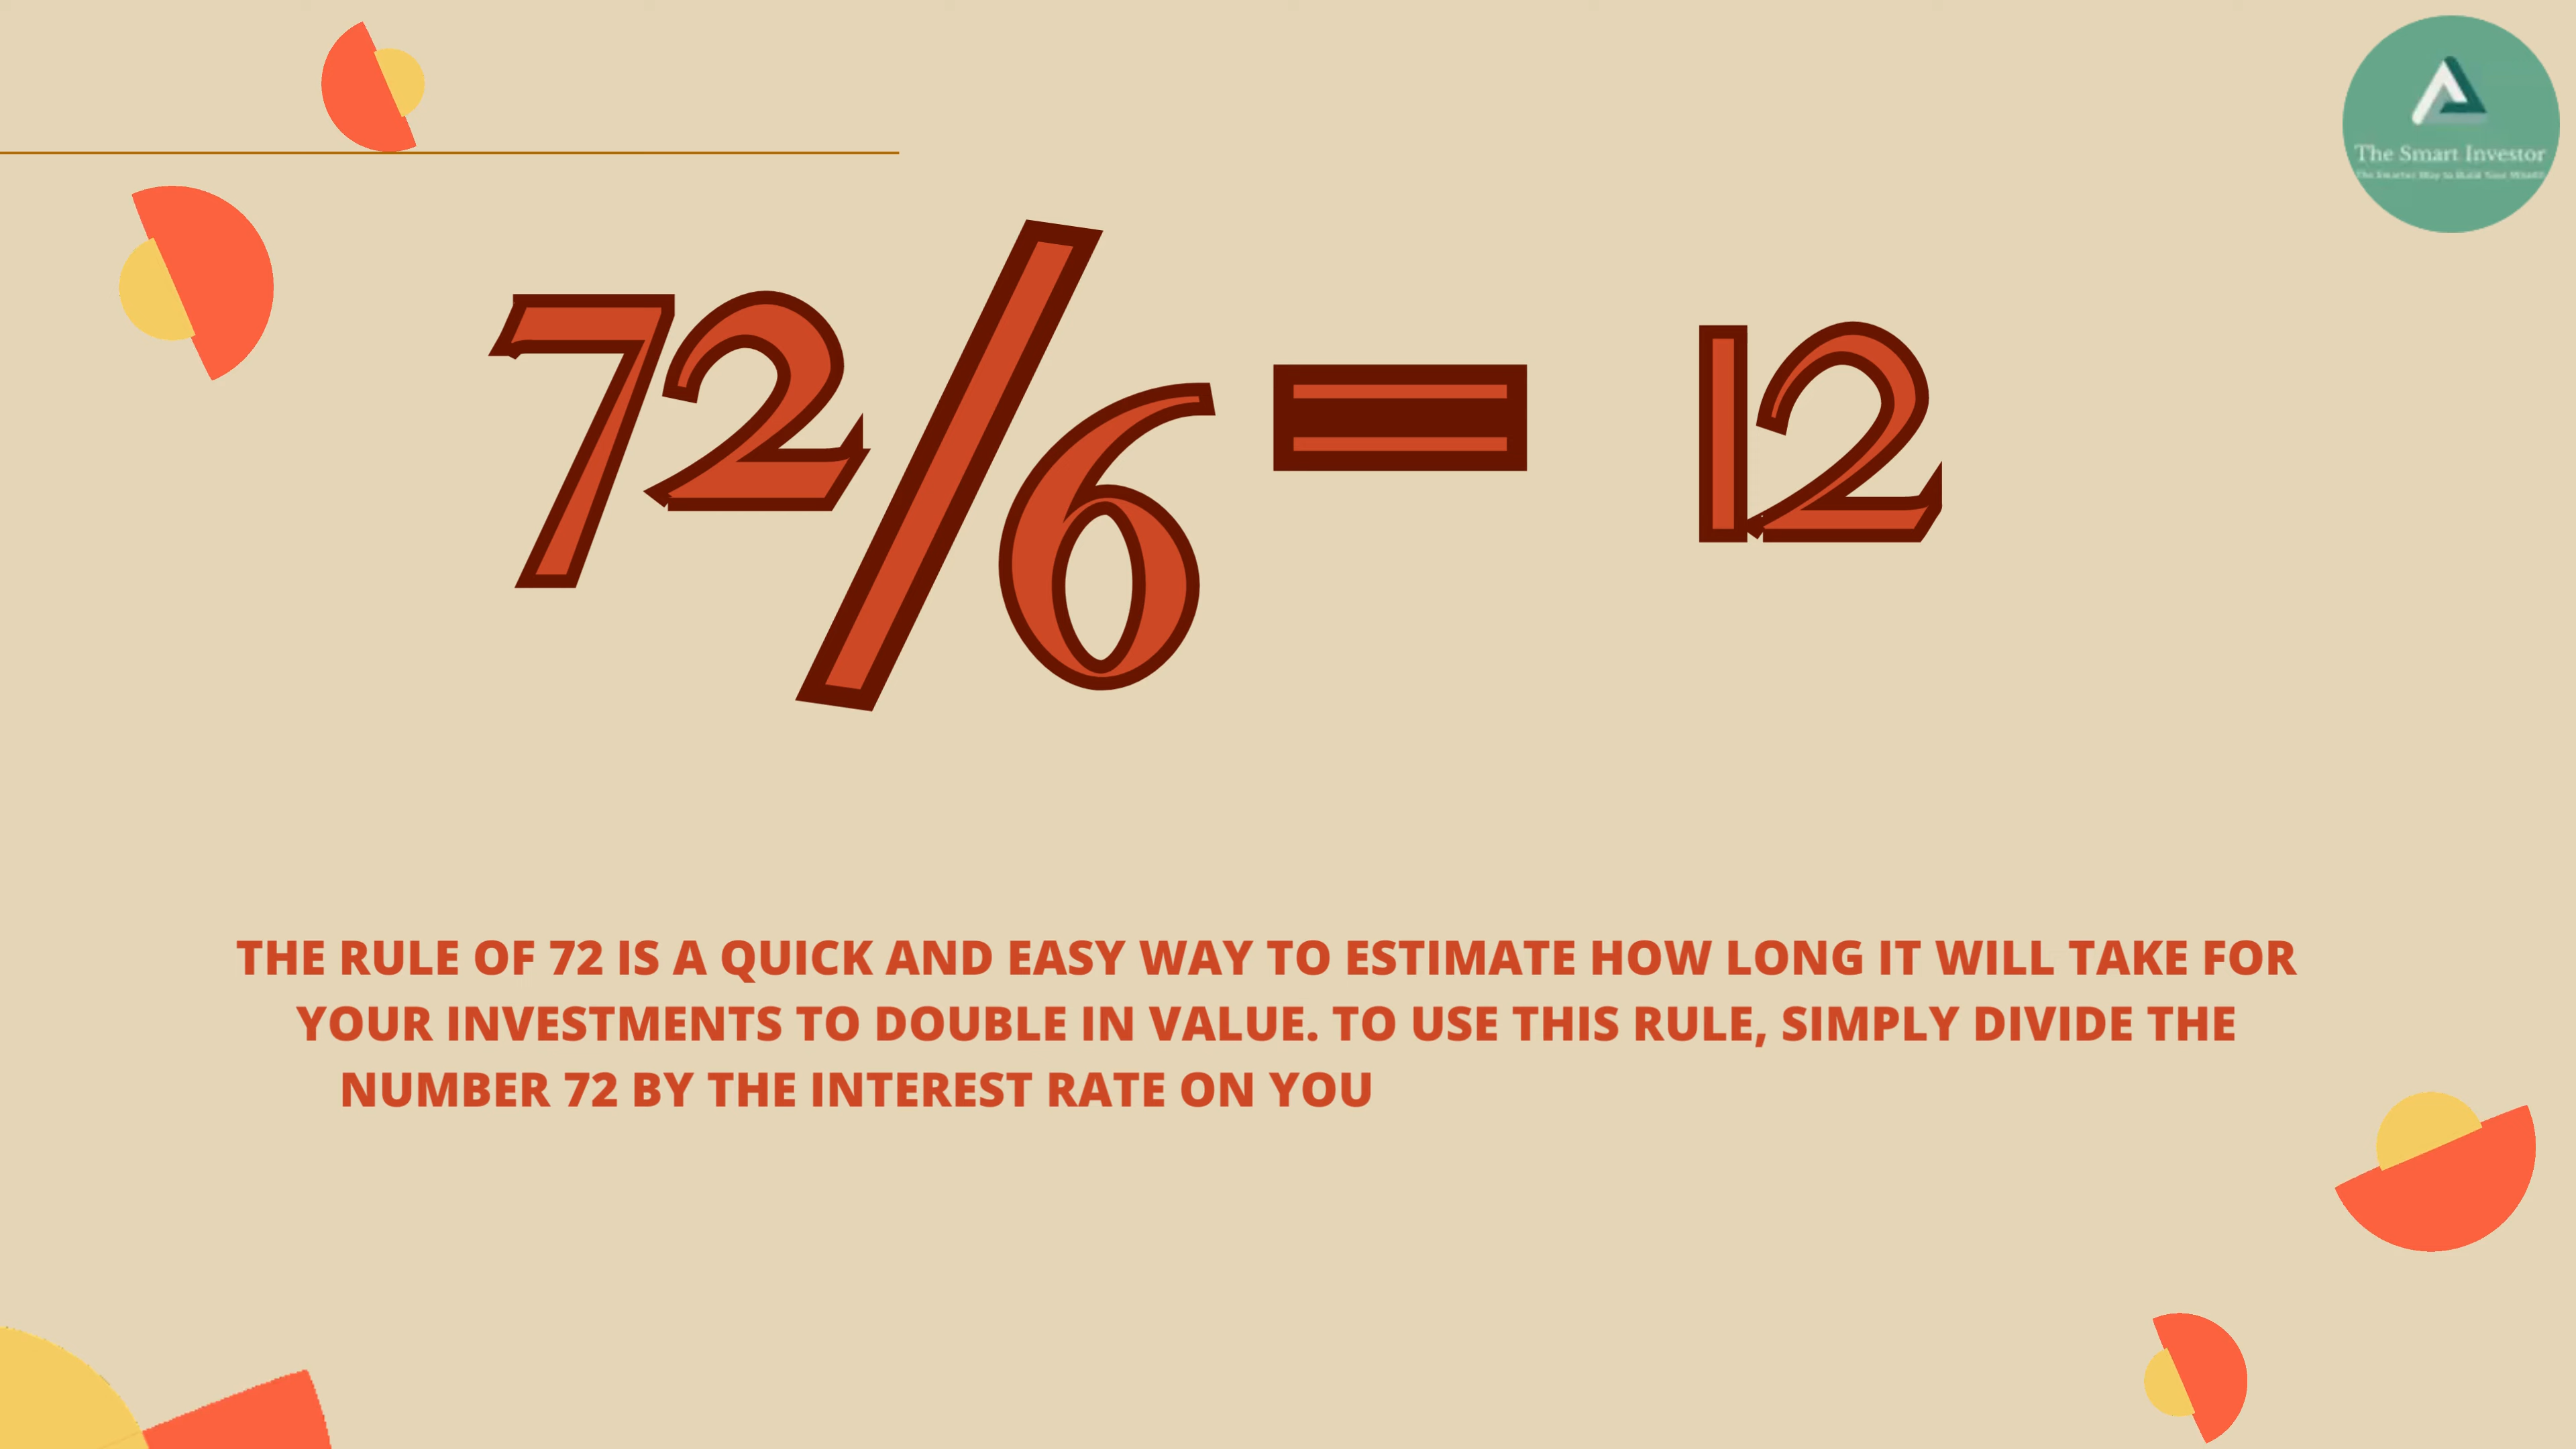 The Smart Investor
72/6 = 12
THE RULE OF 72 IS A QUICK AND EASY WAY TO ESTIMATE HOW LONG IT WILL TAKE FOR
YOUR INVESTMENTS TO DOUBLE IN VALUE. TO USE THIS RULE, SIMPLY DIVIDE THE
NUMBER 72 BY THE INTEREST RATE ON YOU